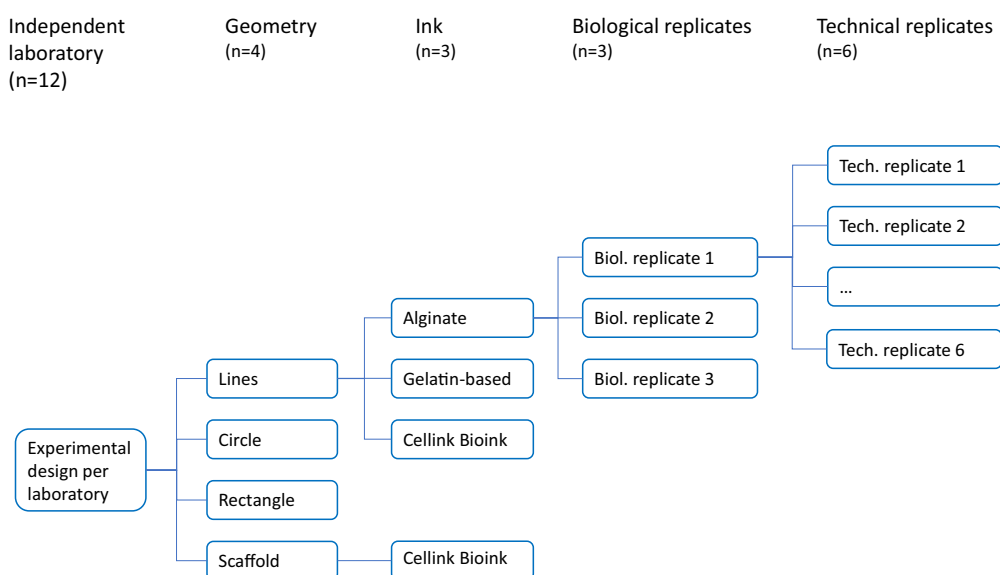 Independent
laboratory
(n=12)
Geometry
(n=4)
Ink
(n=3)
Biological replicates
(n=3)
Technical replicates
(n=6)
Tech. replicate 1
Tech. replicate 2
...
Tech. replicate 6
Biol. replicate 1
Biol. replicate 2
Biol. replicate 3
Alginate
Gelatin-based
Cellink Bioink
Lines
Circle
Rectangle
Scaffold
Cellink Bioink
Experimental
design per
laboratory